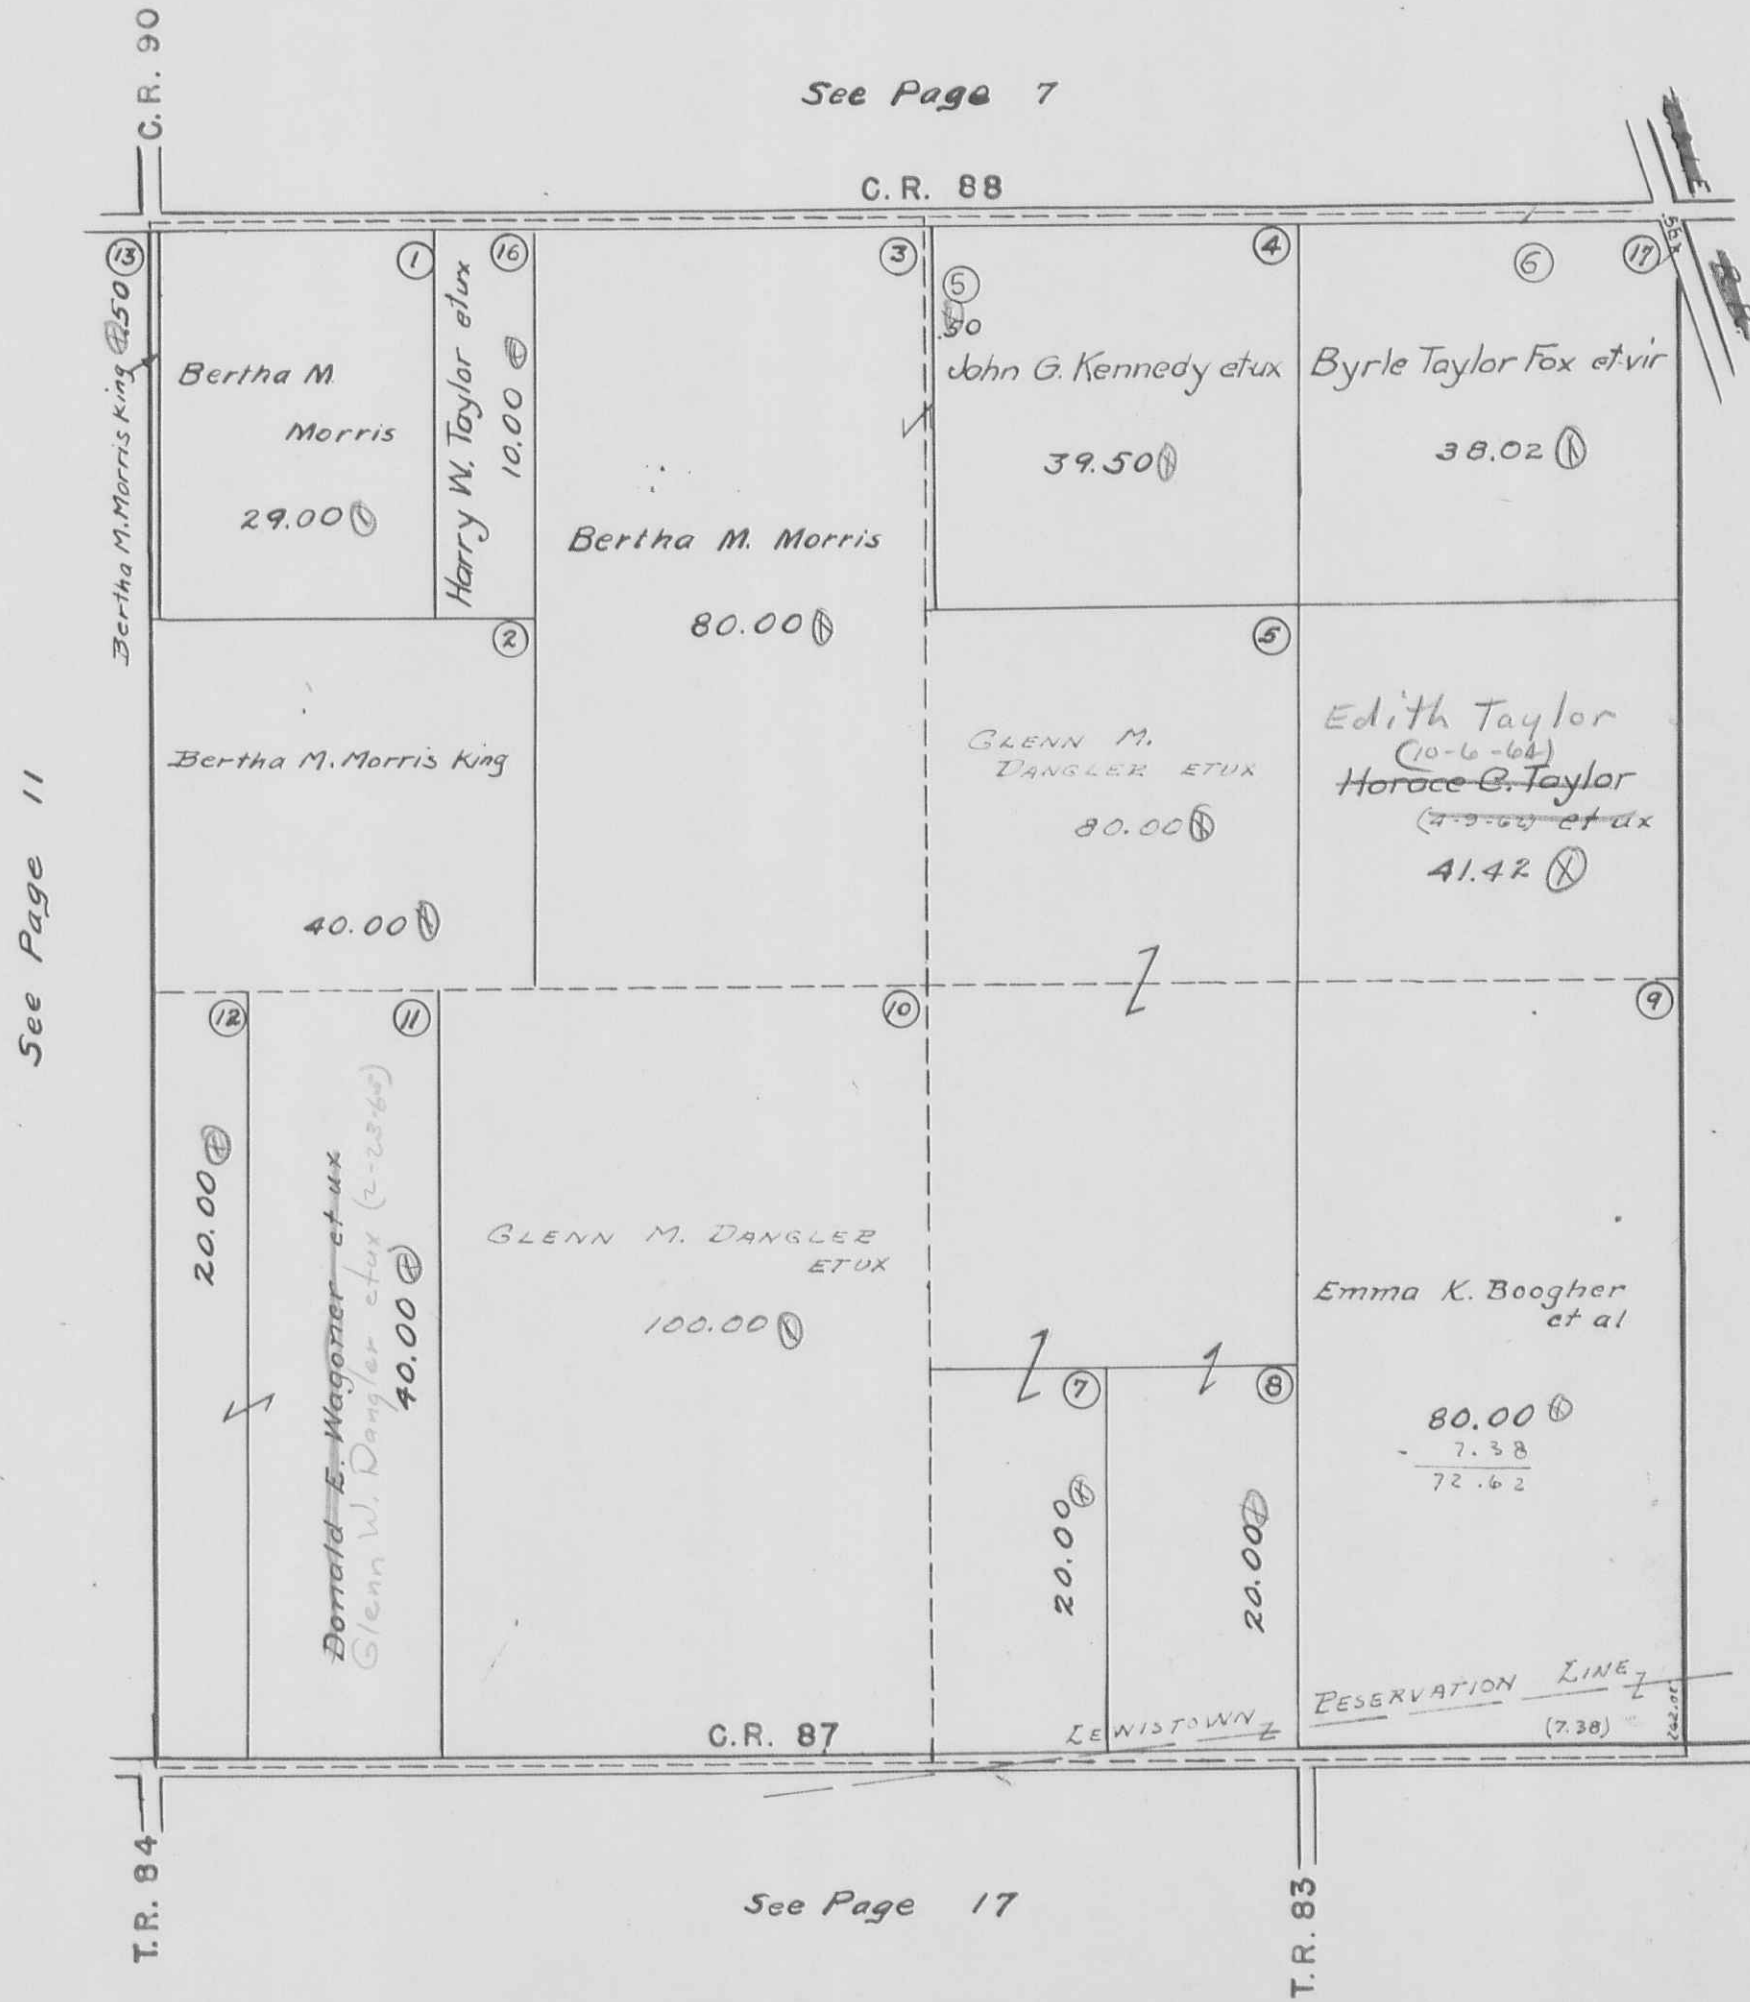 C.R. 90
See Page 7
C.R. 88
13
Bertha M. Morris King .50
1
Bertha M.
Morris
29.00
16
Harry W. Taylor etux
10.00
3
Bertha M. Morris
80.00
5
.50
4
John G. Kennedy etux
39.50
6
17
Byrle Taylor Fox et vir
38.02
2
Bertha M. Morris King
40.00
5
GLENN M.
DANGLER ETUX
80.00
Edith Taylor
(10-6-64)
Horace C. Taylor
et ux
41.42
See Page 11
12
20.00
11
Donald E. Wagoner et ux
Glenn W. Dangler etux (2-23-65)
40.00
10
GLENN M. DANGLER
ETUX
100.00
9
Emma K. Boogher
et al
80.00
- 7.38
72.62
7
20.00
8
20.00
LEWISTOWN
RESERVATION LINE
(7.38)
C.R. 87
T.R. 84
See Page 17
T.R. 83